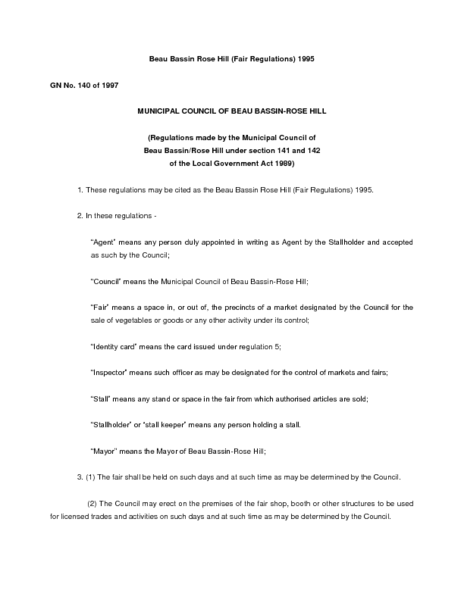 Beau Bassin Rose Hill (Fair Regulations) 1995
GN No. 140 of 1997
MUNICIPAL COUNCIL OF BEAU BASSIN-ROSE HILL
(Regulations made by the Municipal Council of
Beau Bassin/Rose Hill under section 141 and 142
of the Local Government Act 1989)
1. These regulations may be cited as the Beau Bassin Rose Hill (Fair Regulations) 1995.
2. In these regulations -
"Agent" means any person duly appointed in writing as Agent by the Stallholder and accepted
as such by the Council;
"Council" means the Municipal Council of Beau Bassin-Rose Hill;
"Fair" means a space in, or out of, the precincts of a market designated by the Council for the
sale of vegetables or goods or any other activity under its control;
"Identity card" means the card issued under regulation 5;
"Inspector" means such officer as may be designated for the control of markets and fairs;
"Stall" means any stand or space in the fair from which authorised articles are sold;
"Stallholder" or "stall keeper" means any person holding a stall.
"Mayor" means the Mayor of Beau Bassin-Rose Hill;
3. (1) The fair shall be held on such days and at such time as may be determined by the Council.
(2) The Council may erect on the premises of the fair shop, booth or other structures to be used
for licensed trades and activities on such days and at such time as may be determined by the Council.